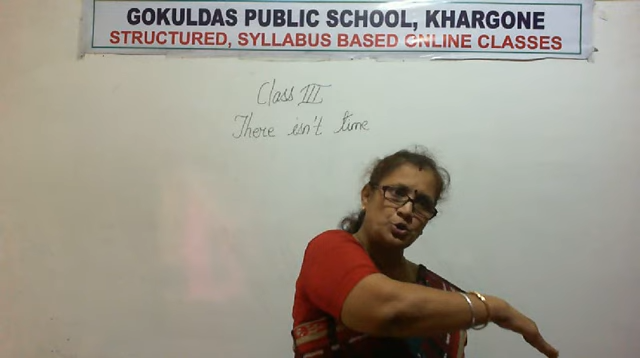 GOKULDAS PUBLIC SCHOOL, KHARGONE
STRUCTURED, SYLLABUS BASED ONLINE CLASSES
Class III
There isn't time